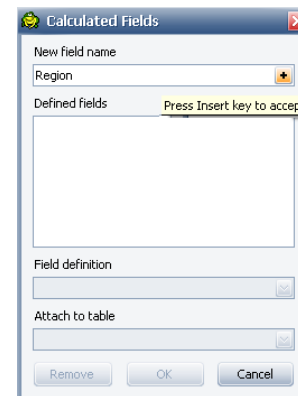 Calculated Fields
New field name
Region
Defined fields
Press Insert key to accep
Field definition
Attach to table
Remove OK Cancel